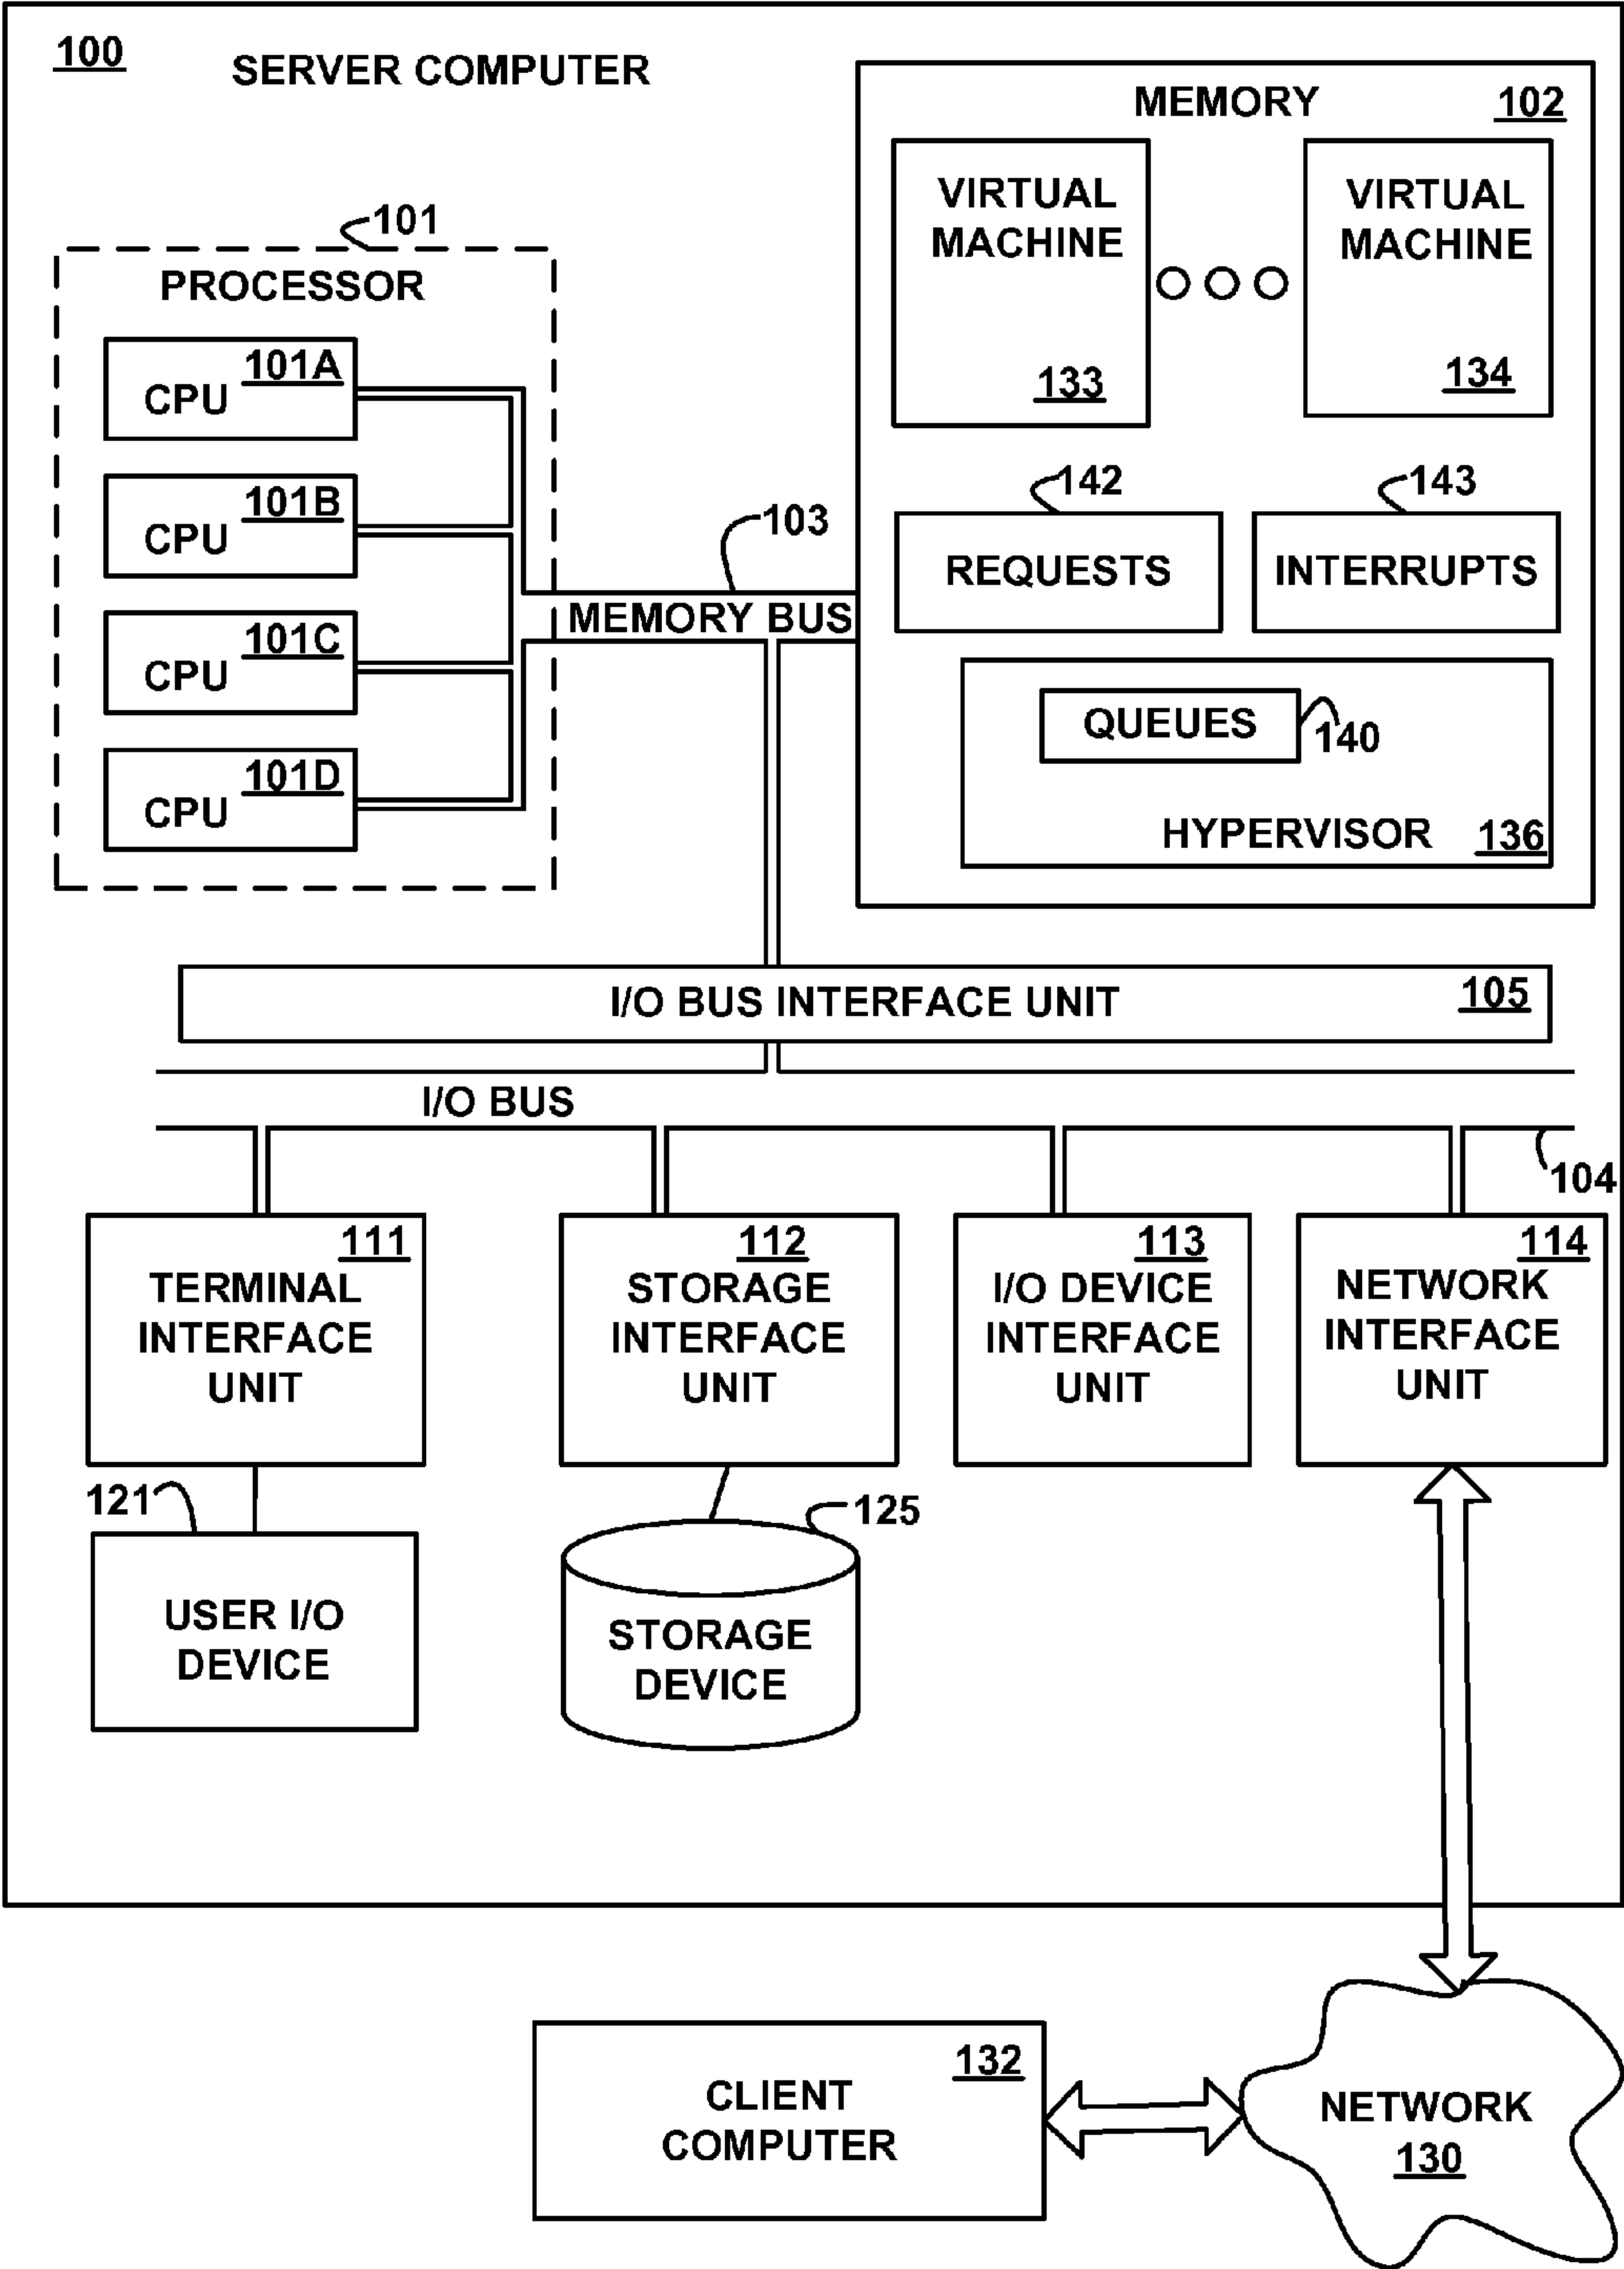 100
SERVER COMPUTER
MEMORY
102
VIRTUAL
MACHINE
133
VIRTUAL
MACHINE
134
101
PROCESSOR
101A
CPU
101B
CPU
101C
CPU
101D
CPU
103
MEMORY BUS
142
REQUESTS
143
INTERRUPTS
QUEUES
140
HYPERVISOR
136
I/O BUS INTERFACE UNIT
105
I/O BUS
104
111
TERMINAL
INTERFACE
UNIT
112
STORAGE
INTERFACE
UNIT
113
I/O DEVICE
INTERFACE
UNIT
114
NETWORK
INTERFACE
UNIT
121
USER I/O
DEVICE
125
STORAGE
DEVICE
132
CLIENT
COMPUTER
NETWORK
130